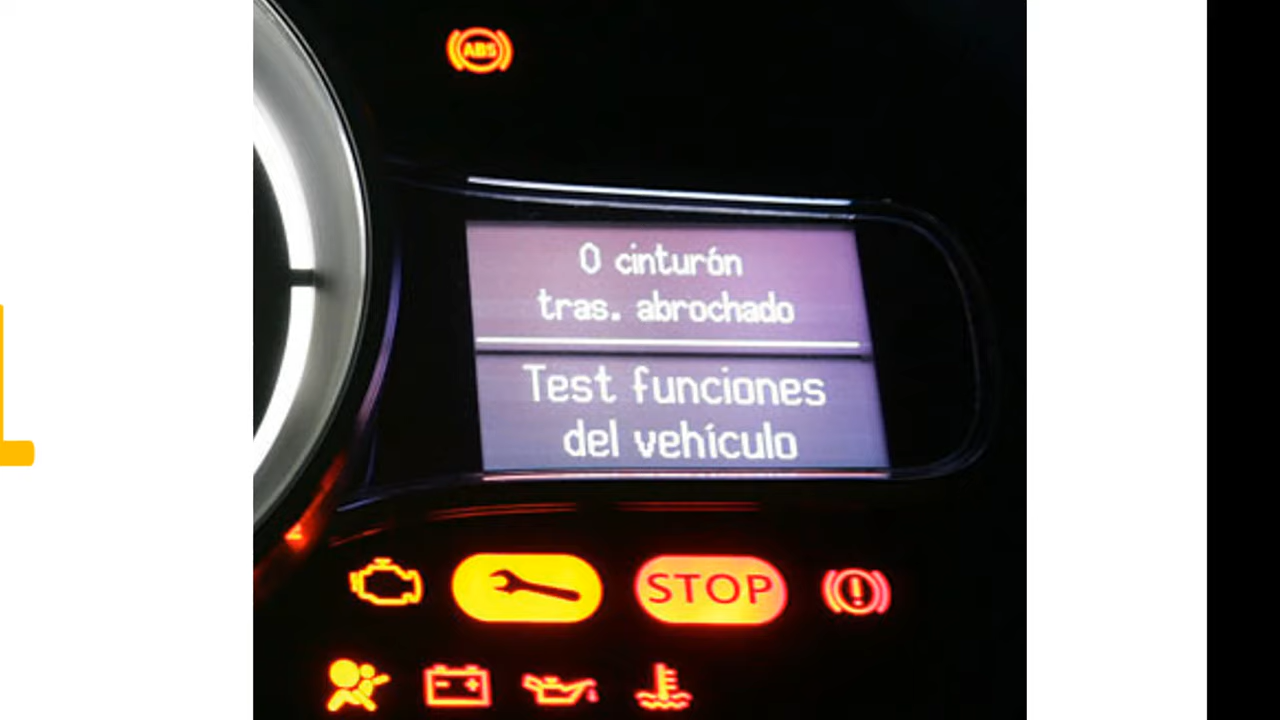 ABS
0 cinturón
tras. abrochado
Test funciones
del vehículo
STOP